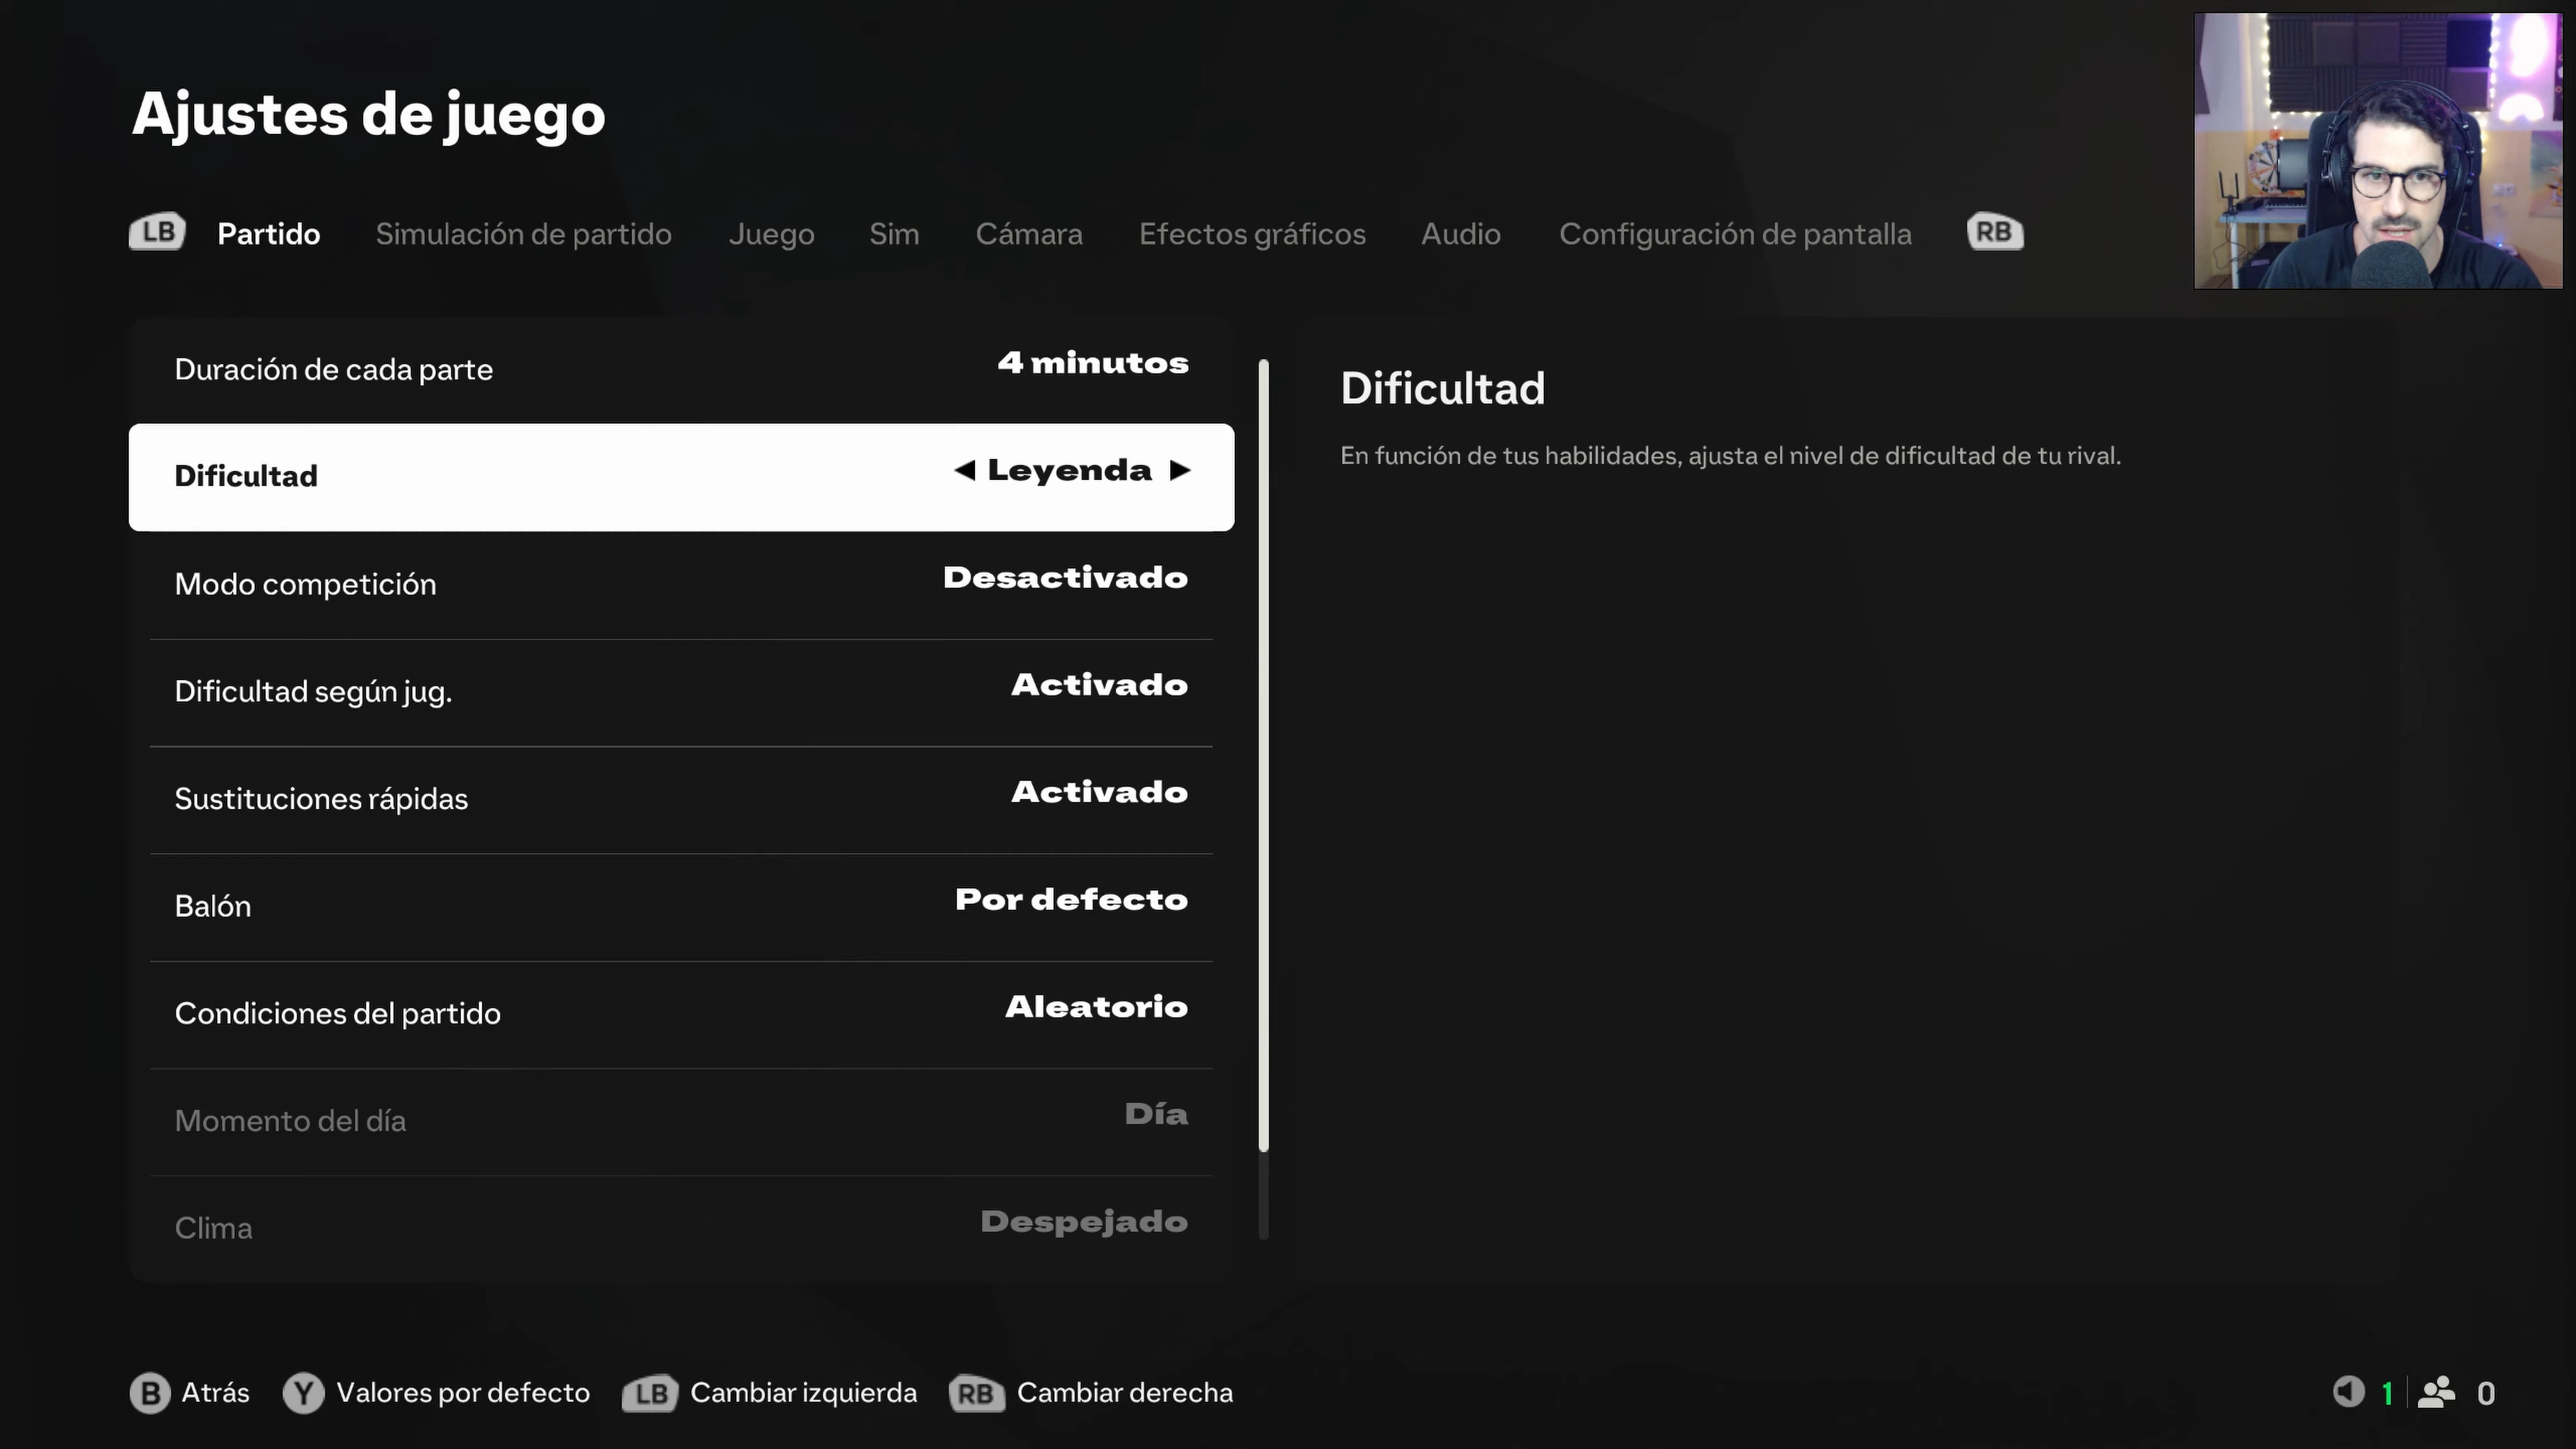 Ajustes de juego
LB Partido Simulación de partido Juego Sim Cámara Efectos gráficos Audio Configuración de pantalla RB
Duración de cada parte 4 minutos
Dificultad Leyenda
Modo competición Desactivado
Dificultad según jug. Activado
Sustituciones rápidas Activado
Balón Por defecto
Condiciones del partido Aleatorio
Momento del día Día
Clima Despejado
Dificultad
En función de tus habilidades, ajusta el nivel de dificultad de tu rival.
B Atrás Y Valores por defecto LB Cambiar izquierda RB Cambiar derecha
1 0